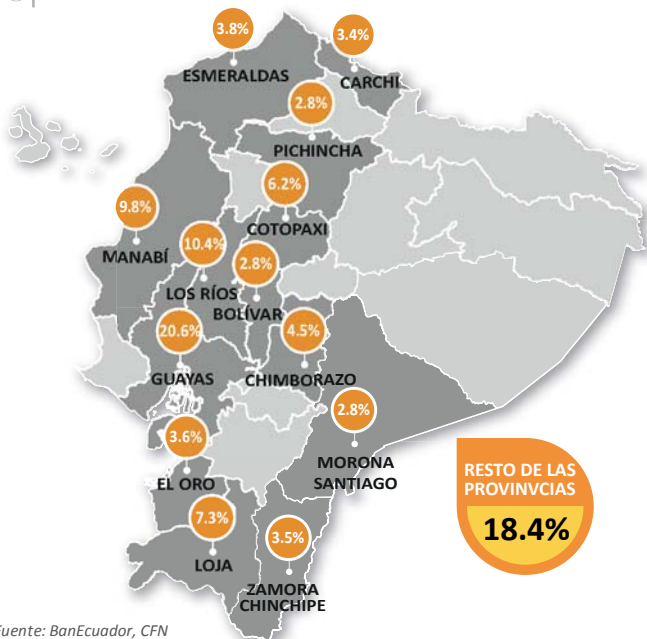 3.8%
3.4%
ESMERALDAS
CARCHI
2.8%
PICHINCHA
6.2%
9.8%
COTOPAXI
10.4%
MANABÍ
2.8%
LOS RÍOS
BOLÍVAR
20.6%
4.5%
GUAYAS
CHIMBORAZO
2.8%
3.6%
MORONA
SANTIAGO
RESTO DE LAS
PROVINVCIAS
18.4%
EL ORO
7.3%
3.5%
LOJA
ZAMORA
CHINCHIPE
Fuente: BanEcuador, CFN